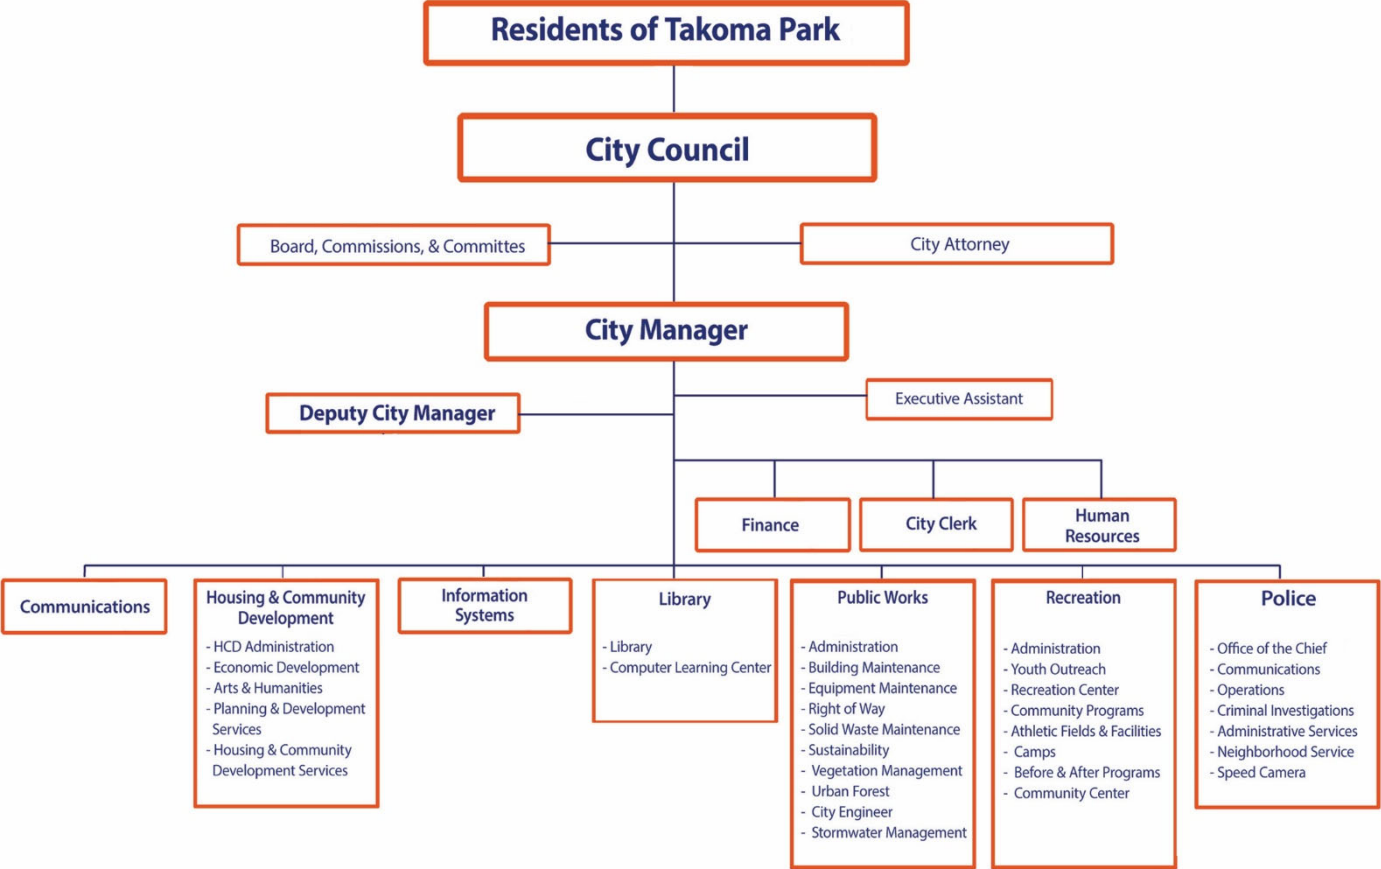 Residents of Takoma Park
City Council
Board, Commissions, & Committes
City Attorney
City Manager
Executive Assistant
Deputy City Manager
Finance
City Clerk
Human
Resources
Communications
Housing & Community
Development
- HCD Administration
- Economic Development
- Arts & Humanities
- Planning & Development
Services
- Housing & Community
Development Services
Information
Systems
Library
- Library
- Computer Learning Center
Public Works
- Administration
- Building Maintenance
- Equipment Maintenance
- Right of Way
- Solid Waste Maintenance
- Sustainability
- Vegetation Management
- Urban Forest
- City Engineer
- Stormwater Management
Recreation
- Administration
- Youth Outreach
- Recreation Center
- Community Programs
- Athletic Fields & Facilities
- Camps
- Before & After Programs
- Community Center
Police
- Office of the Chief
- Communications
- Operations
- Criminal Investigations
- Administrative Services
- Neighborhood Service
- Speed Camera